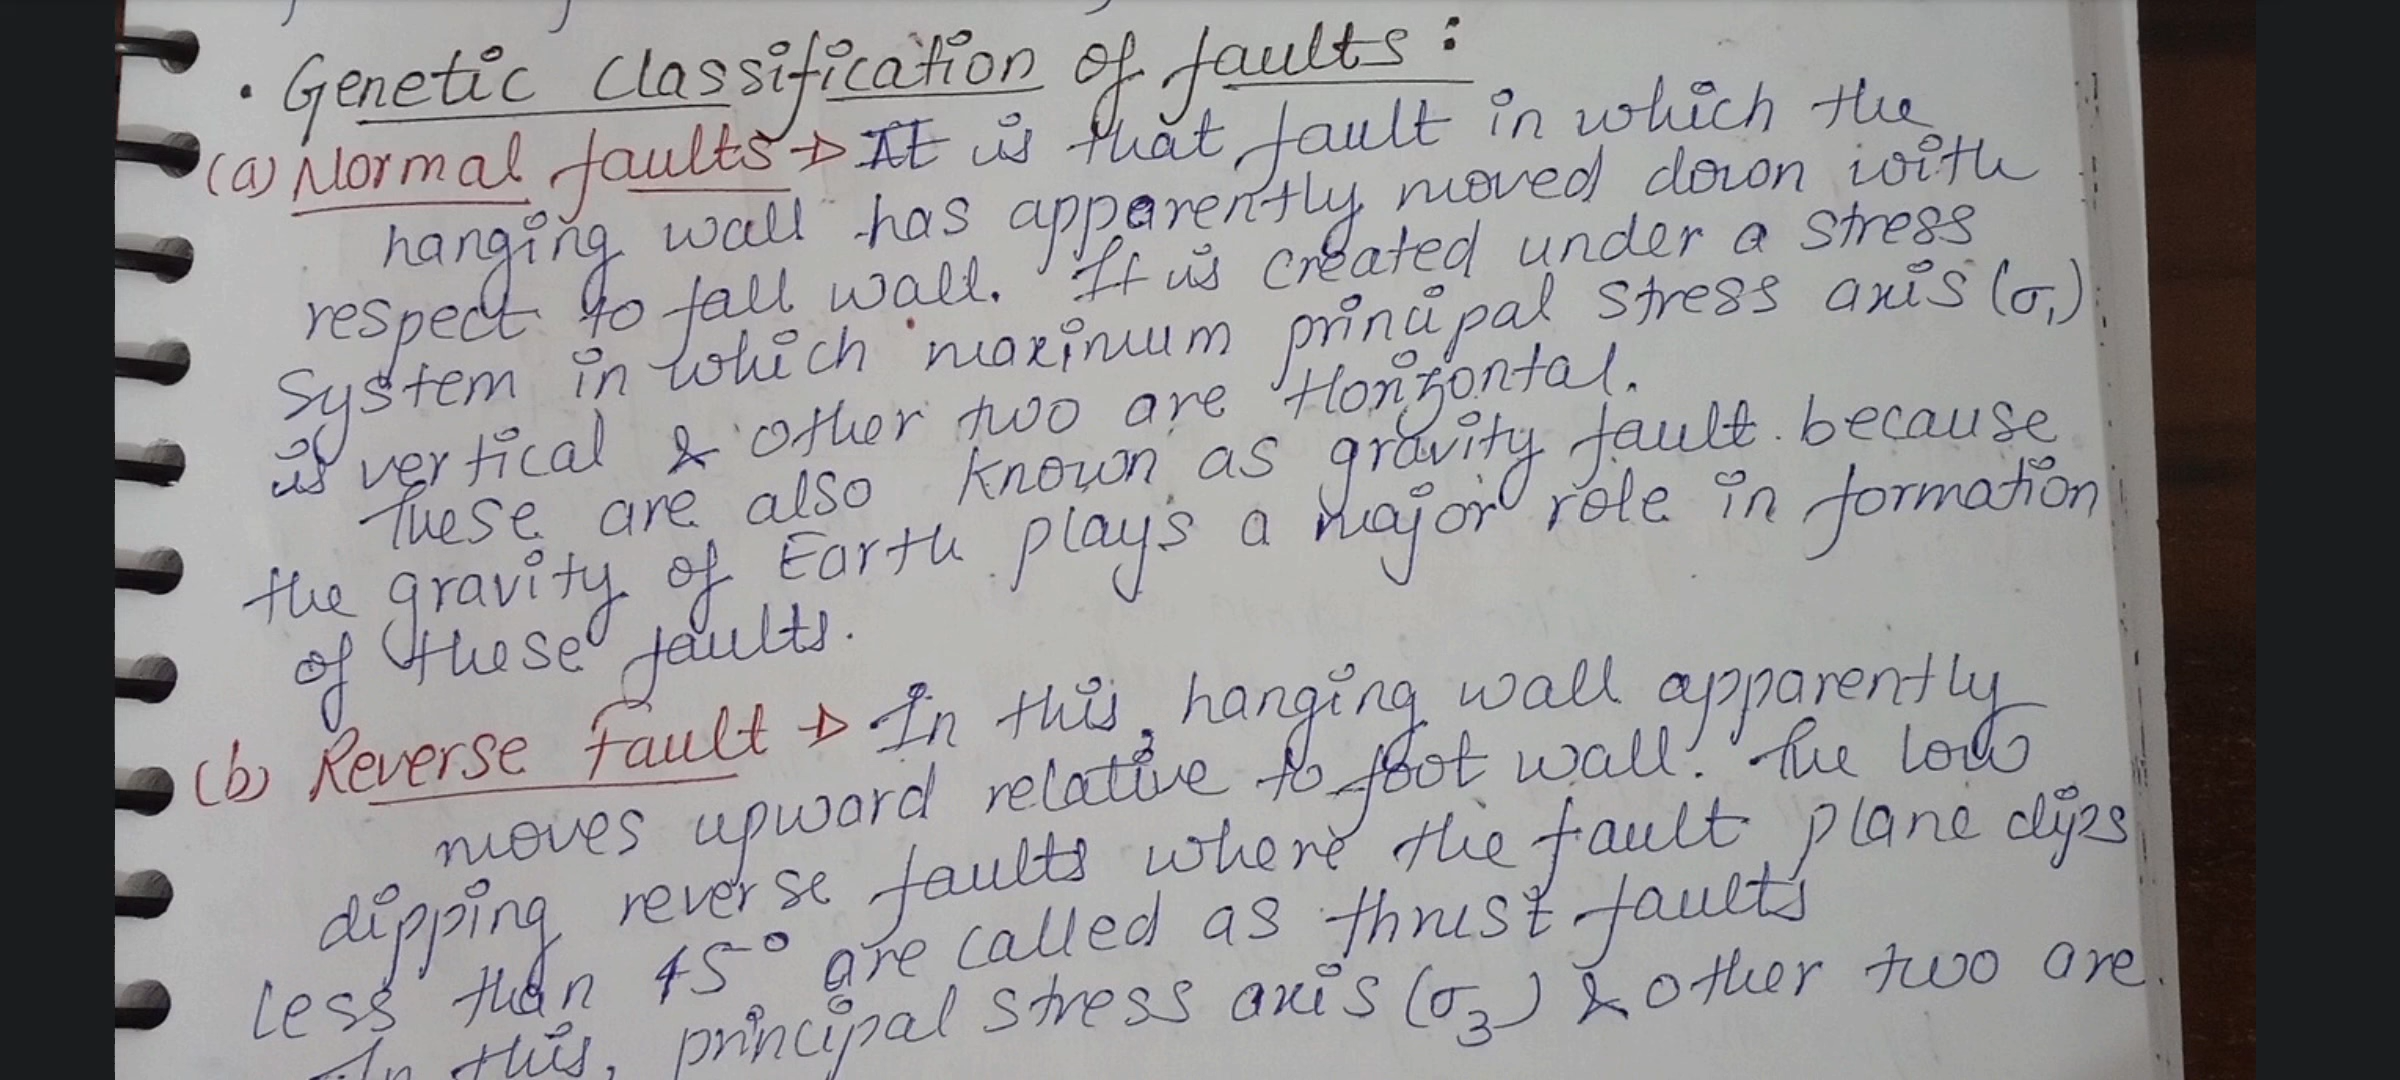 • Genetic Classification of faults :
(a) Normal faults → It is that fault in which the
hanging wall has apparently moved down with
respect to fall wall. It is created under a stress
System in which maximum principal stress axis (σ₁)
is vertical & other two are Horizontal.
These are also known as gravity fault because
the gravity of Earth plays a major role in formation
of these faults.
(b) Reverse Fault → In this, hanging wall apparently
moves upward relative to foot wall. The low
dipping reverse faults where the fault plane dips
less than 45° are called as thrust faults
In this, principal stress axis (σ₃) & other two are